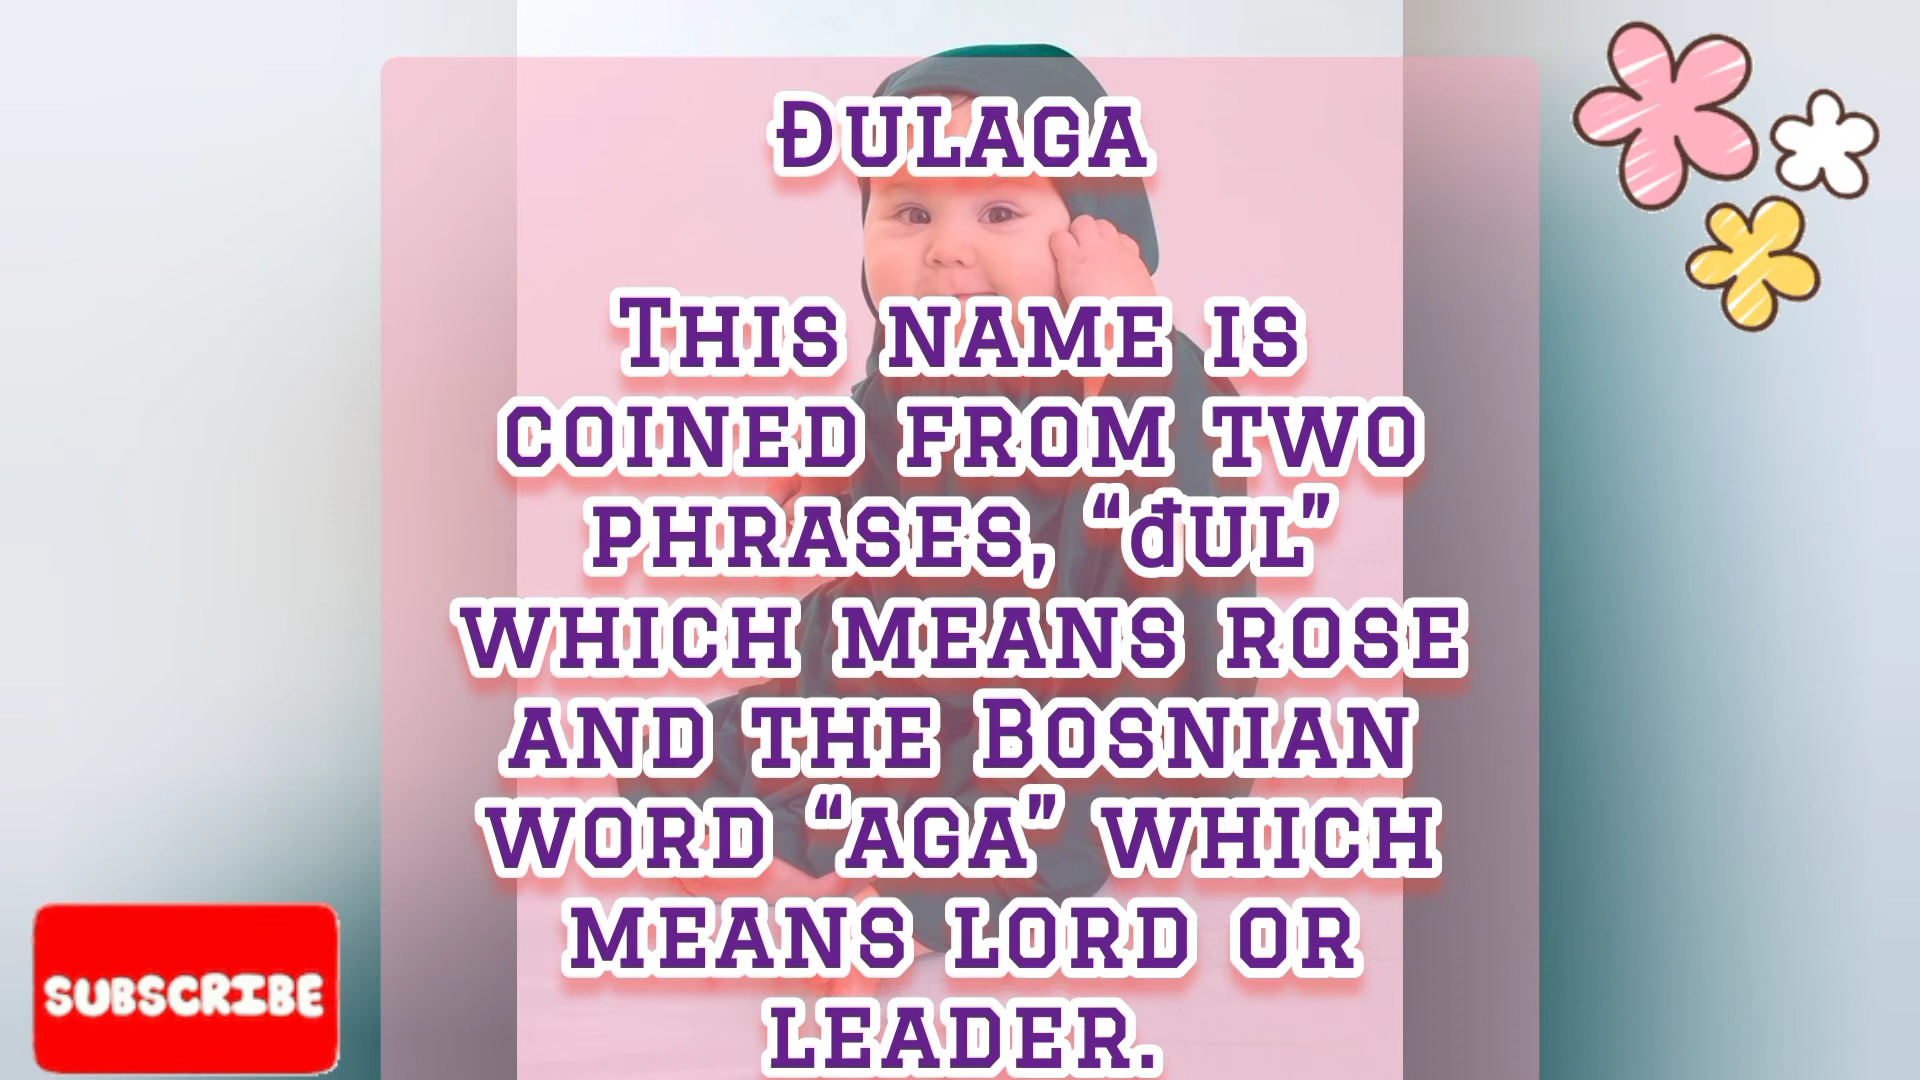 Đulaga
This name is
coined from two
phrases, “đul”
which means rose
and the Bosnian
word “aga” which
means lord or
leader.
SUBSCRIBE